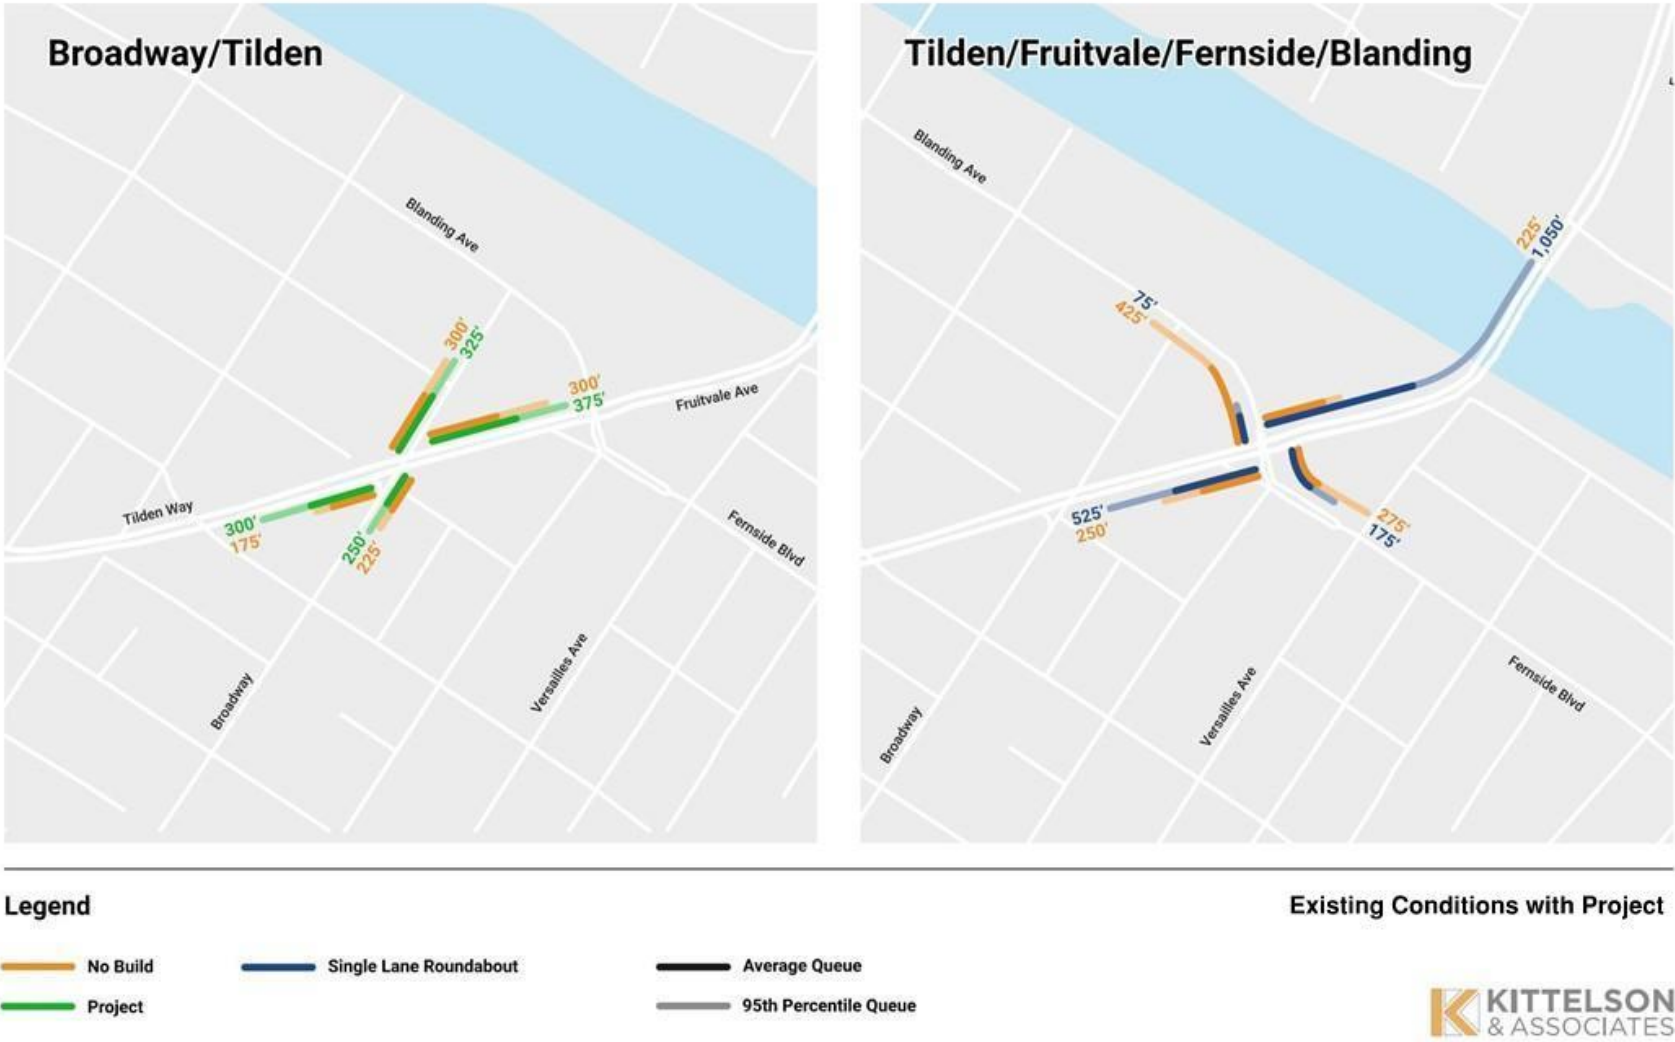 Broadway/Tilden
Blanding Ave
300'
325'
300'
375'
Fruitvale Ave
Tilden Way
300'
175'
250'
225'
Fernside Blvd
Versailles Ave
Broadway
Tilden/Fruitvale/Fernside/Blanding
Blanding Ave
225'
1,050'
75'
425'
525'
250'
275'
175'
Fernside Blvd
Versailles Ave
Broadway
Legend
Existing Conditions with Project
No Build
Single Lane Roundabout
Average Queue
Project
95th Percentile Queue
KITTELSON
& ASSOCIATES